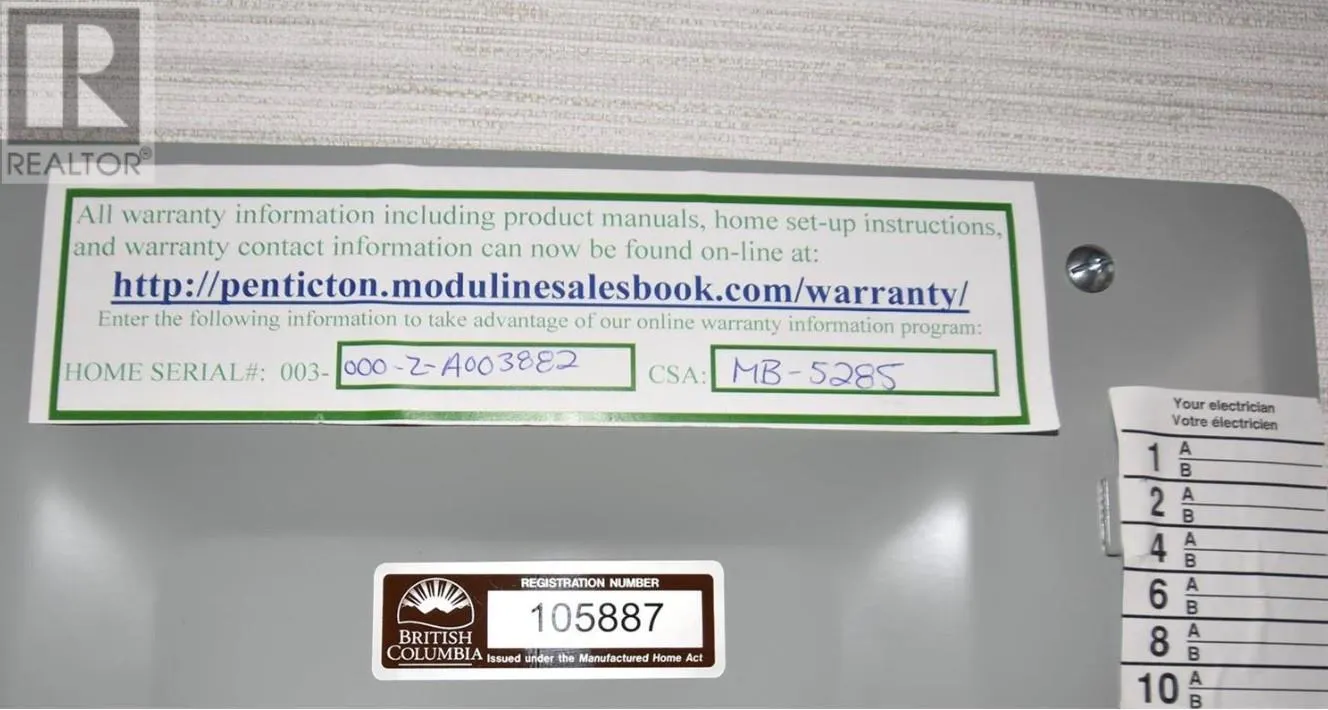 REALTOR®
All warranty information including product manuals, home set-up instructions,
and warranty contact information can now be found on-line at:
http://penticton.modulinesalesbook.com/warranty/
Enter the following information to take advantage of our online warranty information program:
HOME SERIAL#: 003- 000-Z-A003882 CSA: MB-5285
Your electrician
Votre électricien
1 A
B
2 A
B
4 A
B
6 A
B
8 A
B
10 A
B
REGISTRATION NUMBER
105887
BRITISH
COLUMBIA
Issued under the Manufactured Home Act